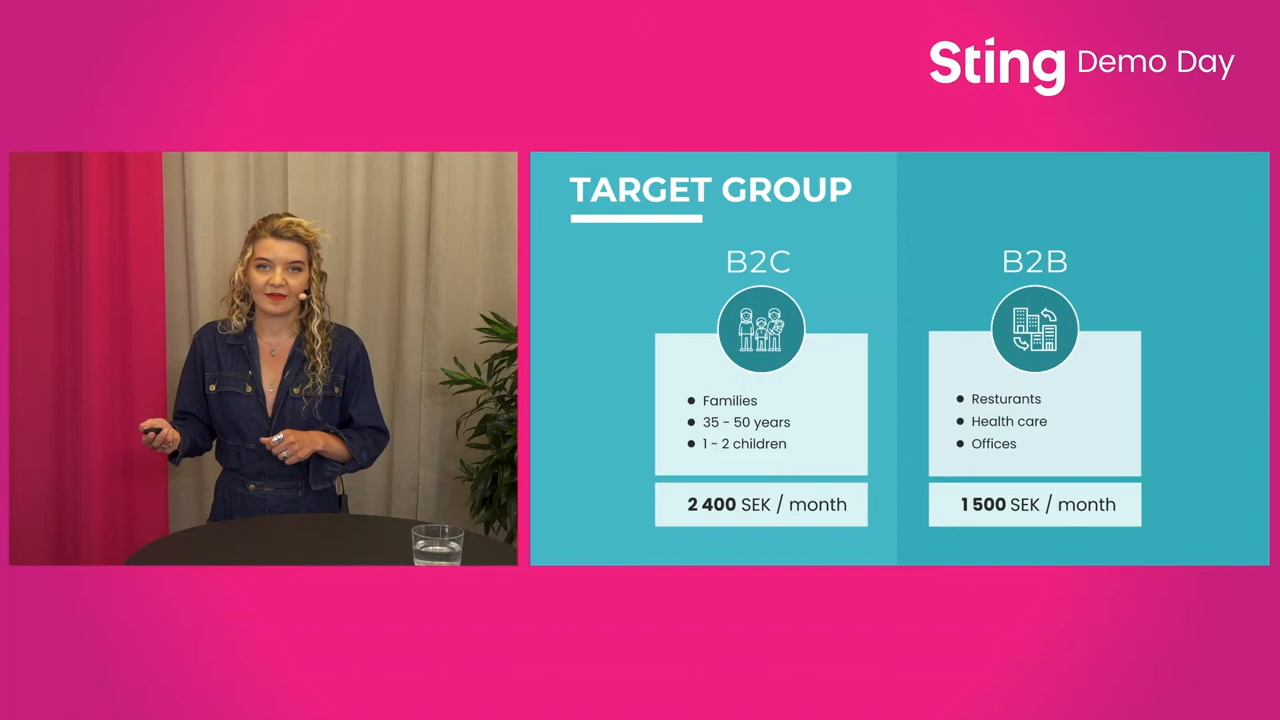 Sting Demo Day
TARGET GROUP
B2C
Families
35 - 50 years
1 - 2 children
2 400 SEK / month
B2B
Resturants
Health care
Offices
1 500 SEK / month